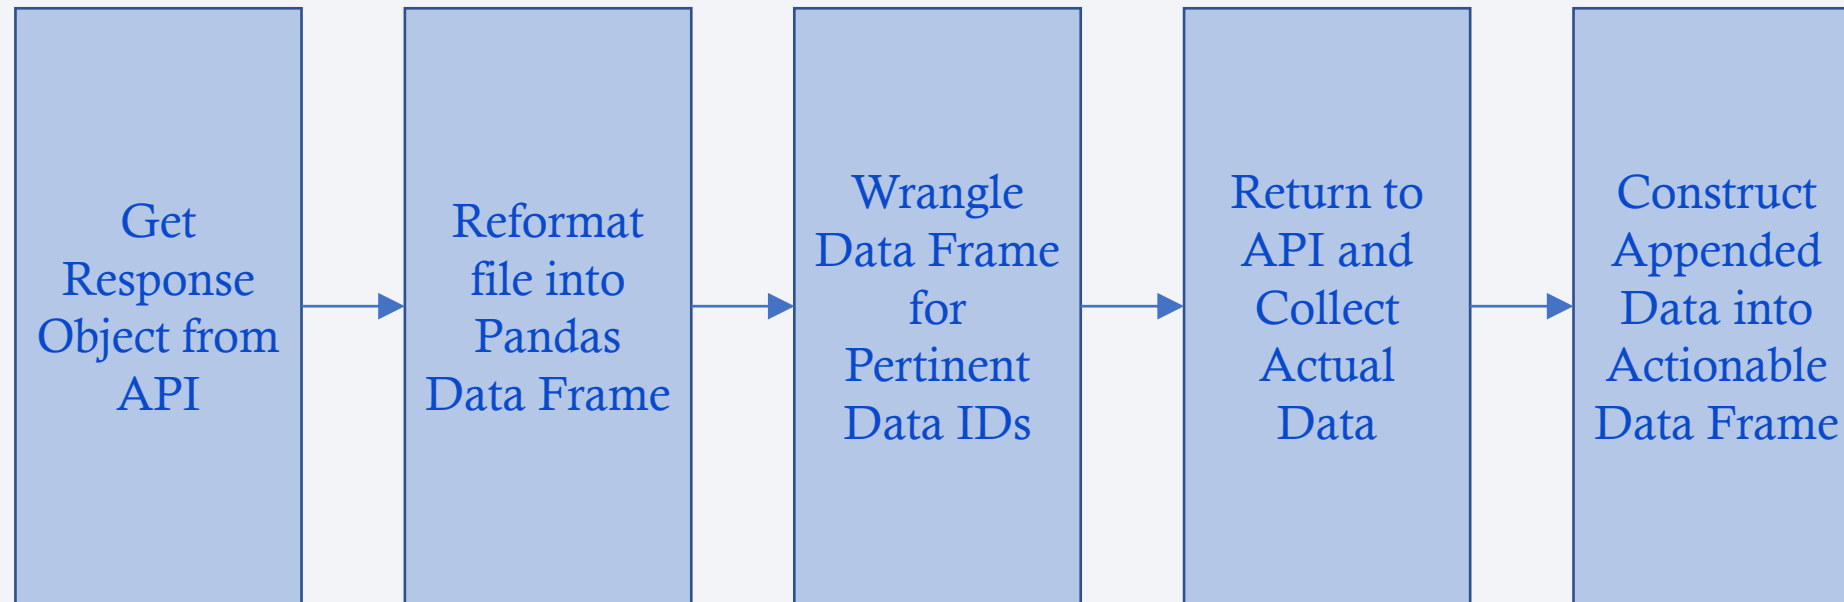 Get
Response
Object from
API
Reformat
file into
Pandas
Data Frame
Wrangle
Data Frame
for
Pertinent
Data IDs
Return to
API and
Collect
Actual
Data
Construct
Appended
Data into
Actionable
Data Frame